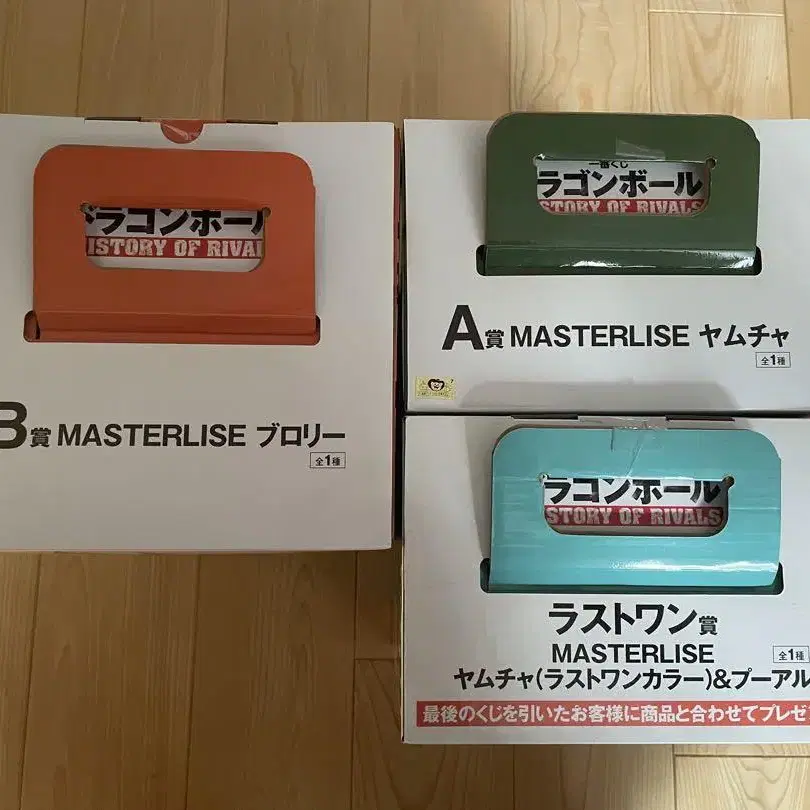 ドラゴンボール
HISTORY OF RIVAL
B賞 MASTERLISE ブロリー
全1種
一番くじ
ドラゴンボール
STORY OF RIVALS
A賞 MASTERLISE ヤムチャ
全1種
ラゴンボール
STORY OF RIVALS
ラストワン賞
MASTERLISE
全1種
ヤムチャ(ラストワンカラー)&プーアル
最後のくじを引いたお客様に商品と合わせてプレゼ